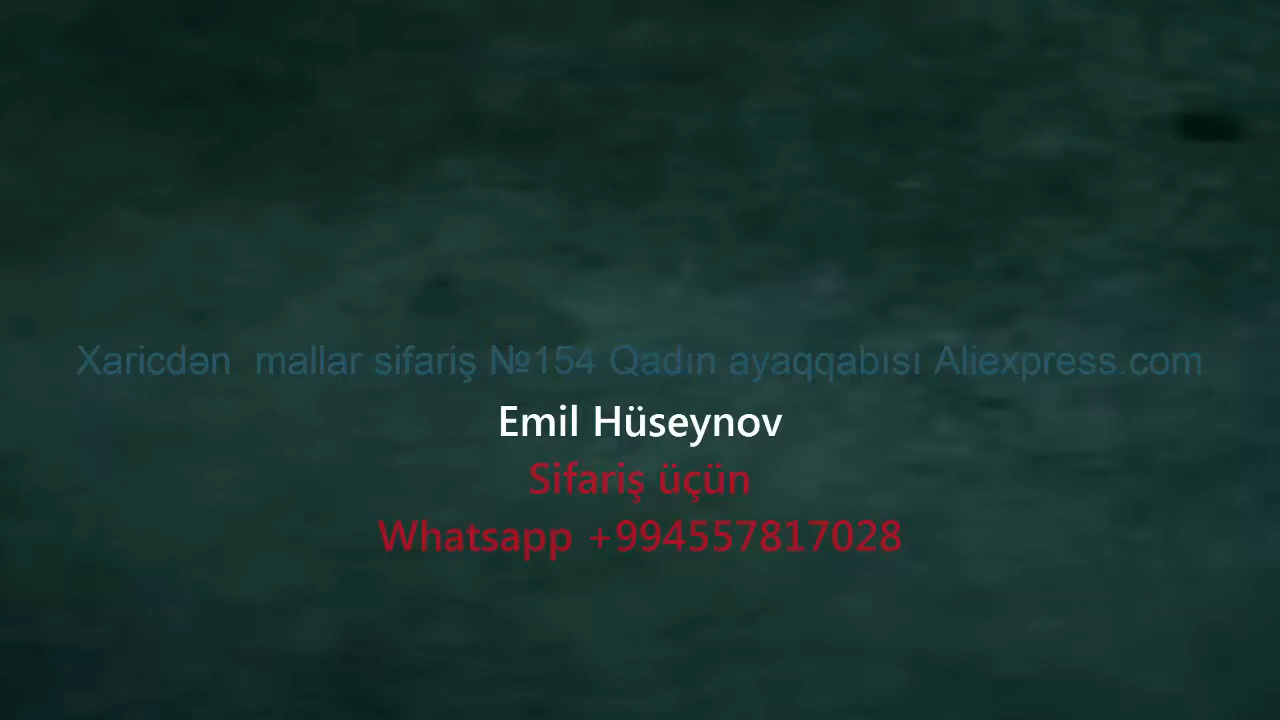 Xaricdən mallar sifariş №154 Qadın ayaqqabısı Aliexpress.com
Emil Hüseynov
Sifariş üçün
Whatsapp +994557817028